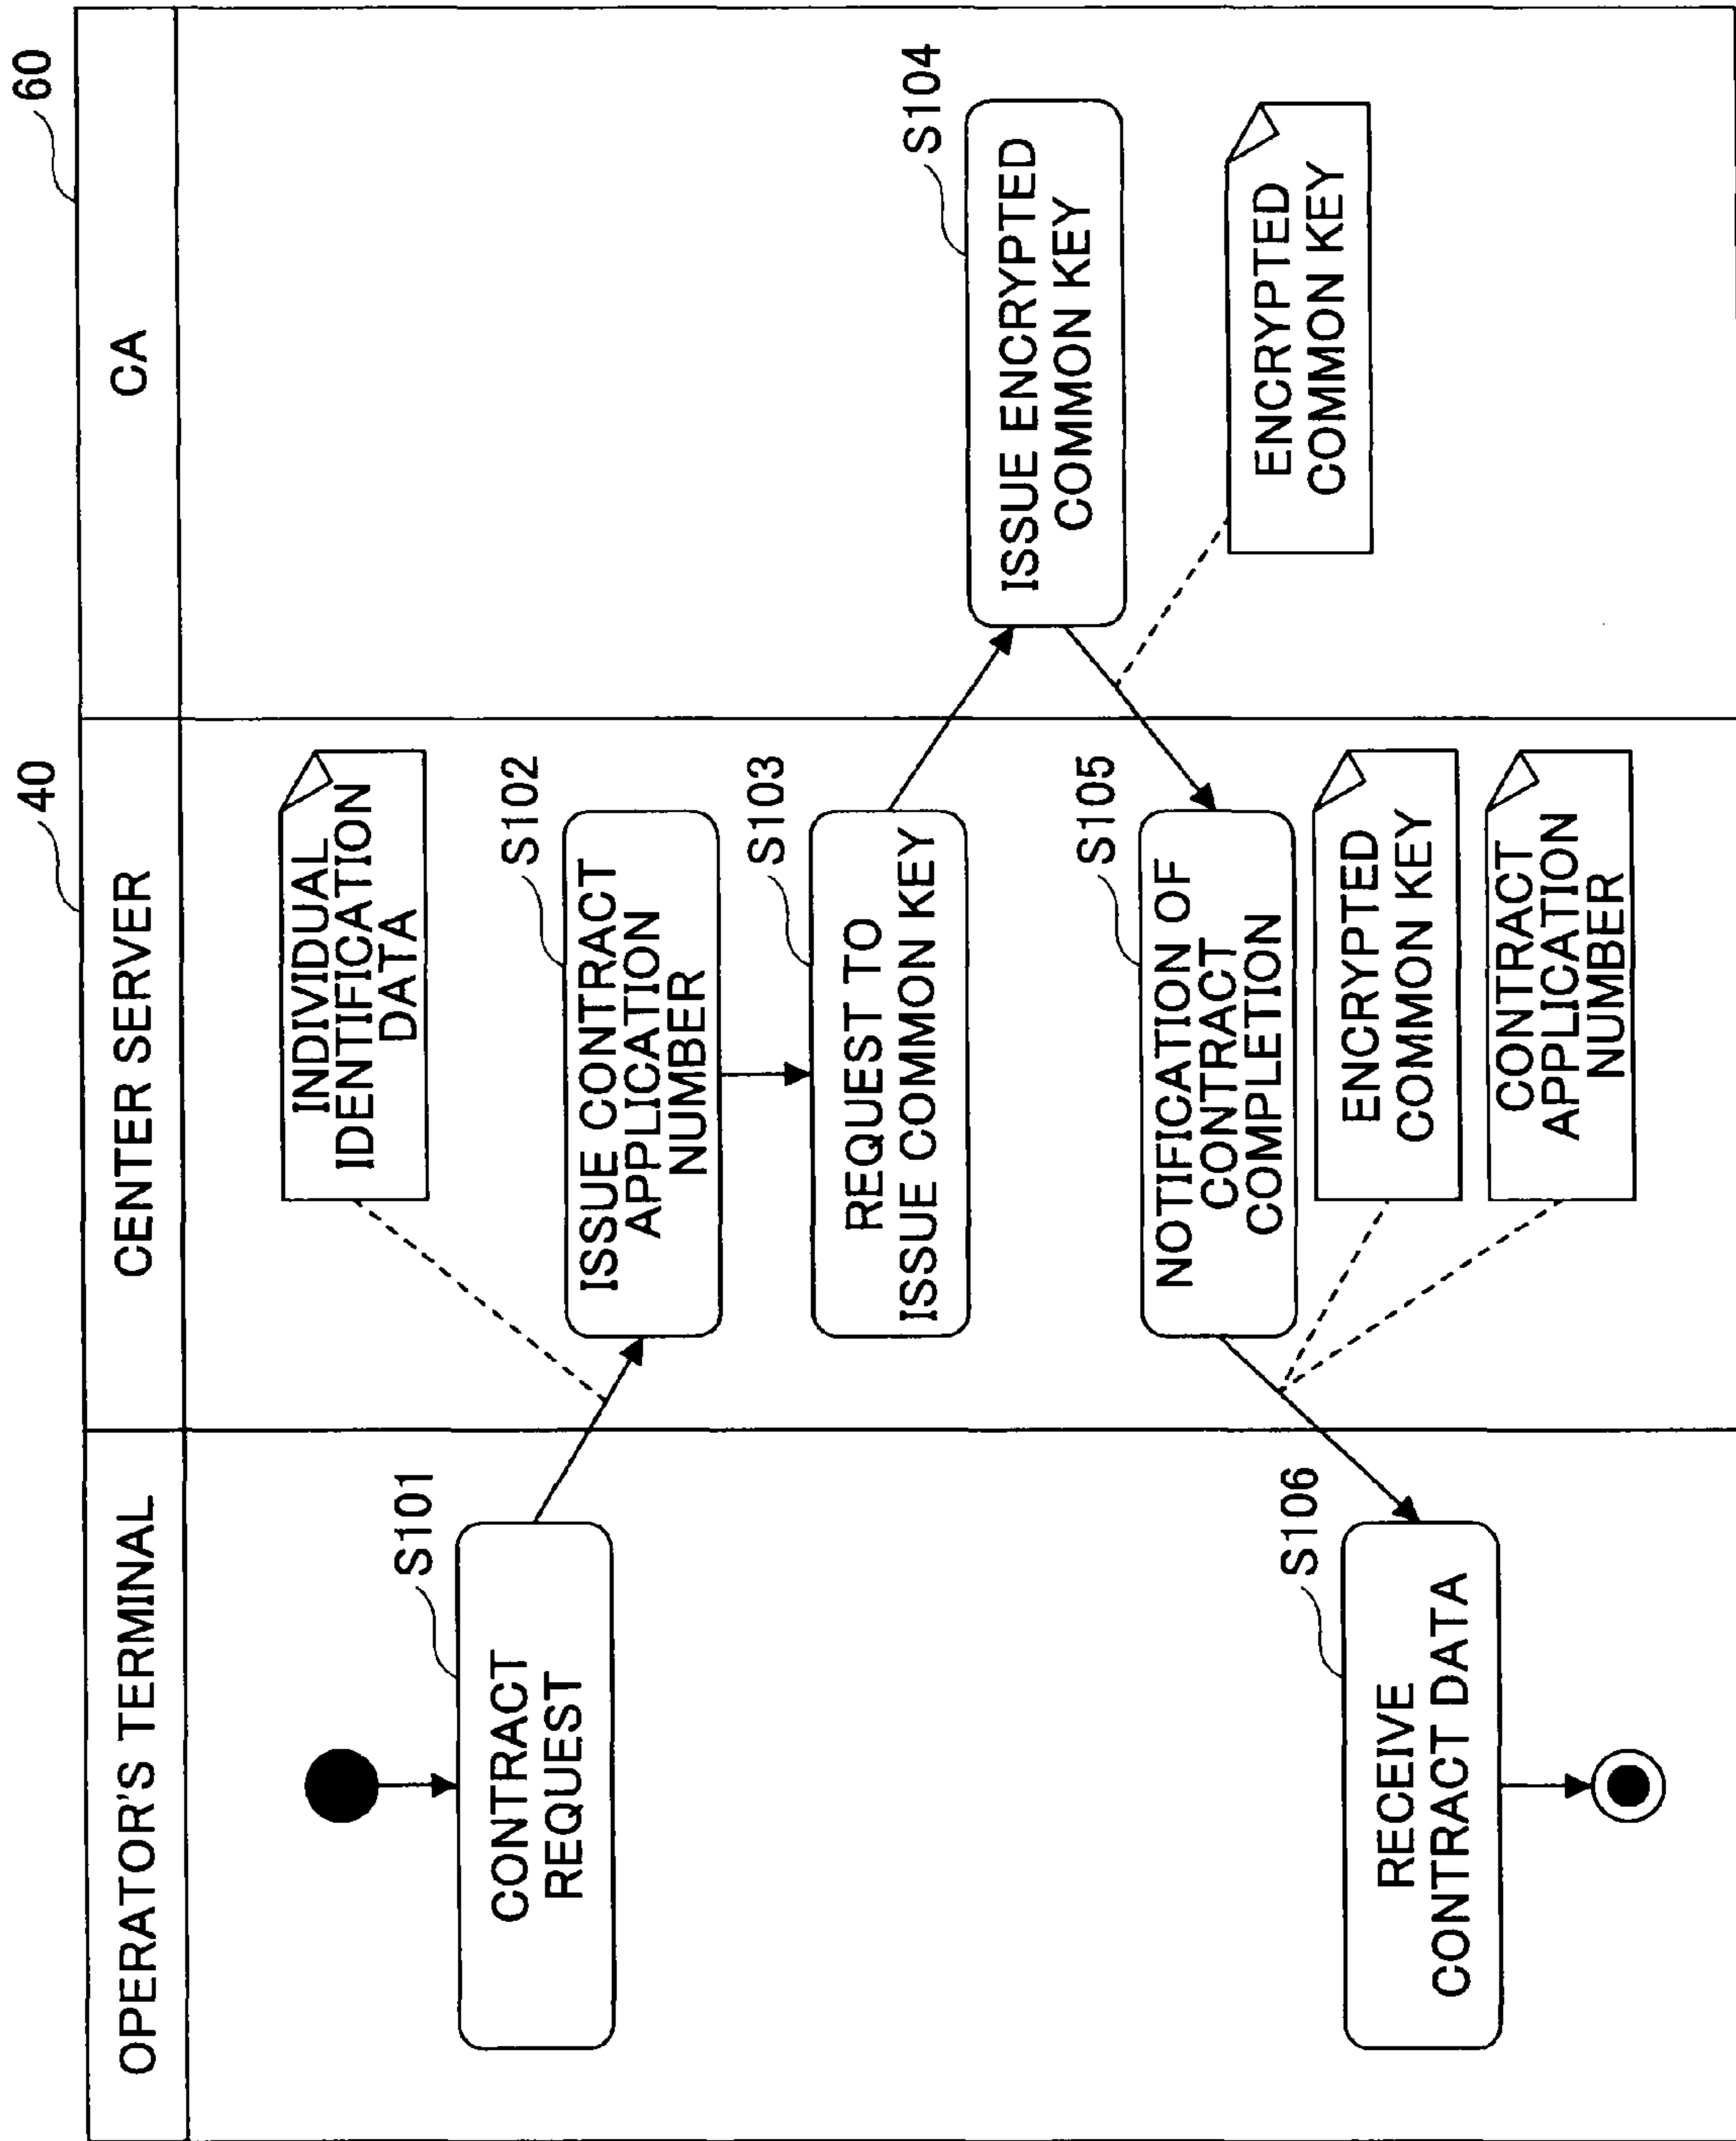 40
60
OPERATOR'S TERMINAL
CENTER SERVER
CA
INDIVIDUAL
IDENTIFICATION
DATA
S101
CONTRACT
REQUEST
S102
ISSUE CONTRACT
APPLICATION
NUMBER
S103
REQUEST TO
ISSUE COMMON KEY
S104
ISSUE ENCRYPTED
COMMON KEY
ENCRYPTED
COMMON KEY
S105
NOTIFICATION OF
CONTRACT
COMPLETION
ENCRYPTED
COMMON KEY
CONTRACT
APPLICATION
NUMBER
S106
RECEIVE
CONTRACT DATA